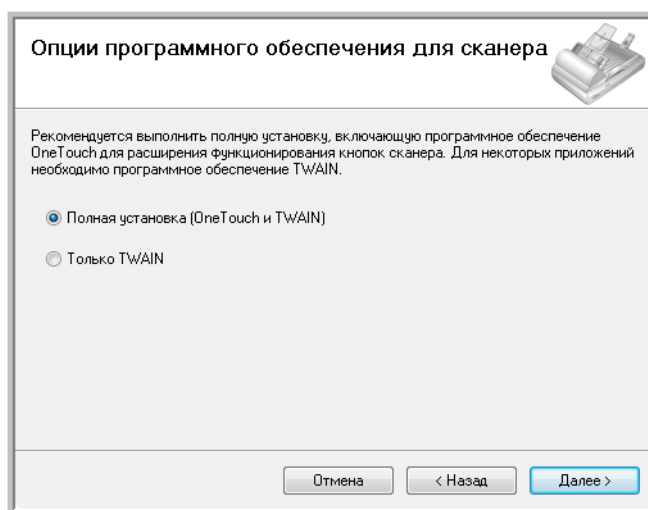 Опции программного обеспечения для сканера
Рекомендуется выполнить полную установку, включающую программное обеспечение
OneTouch для расширения функционирования кнопок сканера. Для некоторых приложений
необходимо программное обеспечение TWAIN.
Полная установка (OneTouch и TWAIN)
Только TWAIN
Отмена
< Назад
Далее >